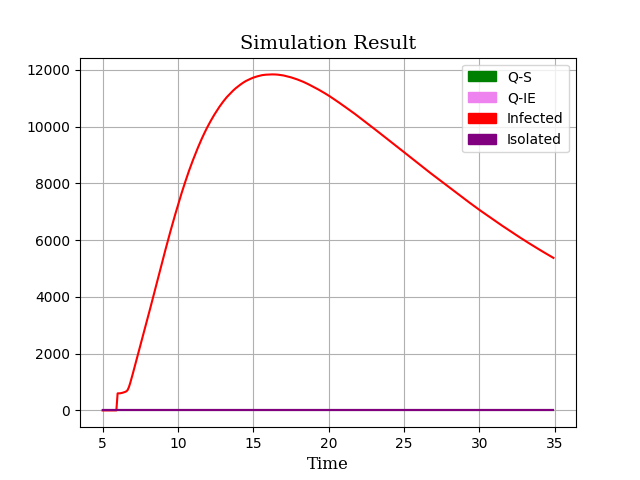 Simulation Result
12000
10000
8000
6000
4000
2000
0
Q-S
Q-IE
Infected
Isolated
5 10 15 20 25 30 35
Time